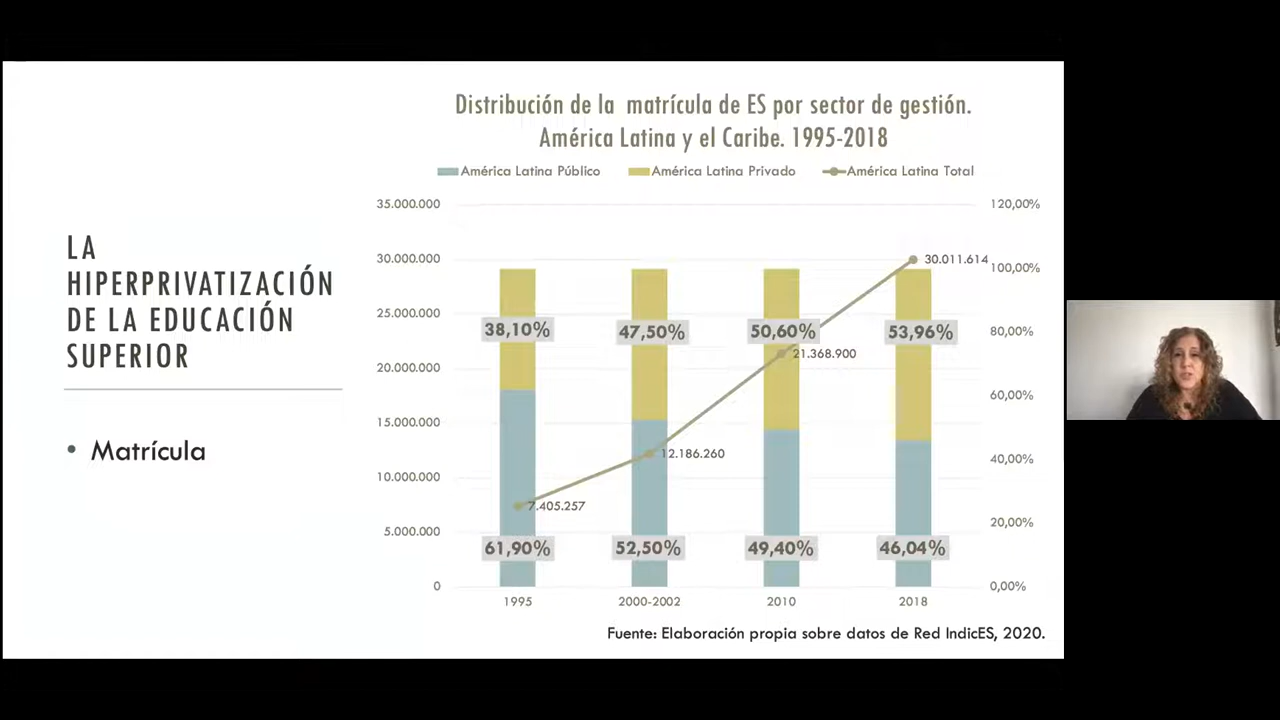 LA
HIPERPRIVATIZACIÓN
DE LA EDUCACIÓN
SUPERIOR
• Matrícula
Distribución de la matrícula de ES por sector de gestión.
América Latina y el Caribe. 1995-2018
América Latina Público América Latina Privado América Latina Total
35.000.000 120,00%
30.000.000 30.011.614 100,00%
25.000.000 80,00%
38,10% 47,50% 50,60% 53,96%
21.368.900
20.000.000 60,00%
15.000.000
12.186.260 40,00%
10.000.000
7.405.257
20,00%
5.000.000
61,90% 52,50% 49,40% 46,04%
0 0,00%
1995 2000-2002 2010 2018
Fuente: Elaboración propia sobre datos de Red IndicES, 2020.